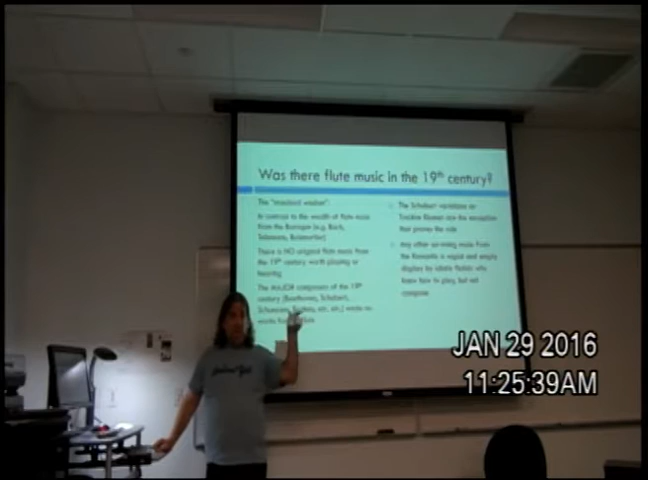 Was there flute music in the 19th century?
The "standard wisdom":
In contrast to the wealth of flute music
from the Baroque (e.g. Bach,
Telemann, Boismortier)
There is NO original flute music from
the 19th century worth playing or
hearing
The MAJOR composers of the 19th
century (Beethoven, Schubert,
Schumann, Brahms, etc, etc) wrote no
works
The Schubert variations on
Trockne Blumen are the exception
that proves the rule
Any other surviving music from
the Romantic is vapid and empty
display by idiotic flutists who
knew how to play, but not
compose
JAN 29 2016
11:25:39AM